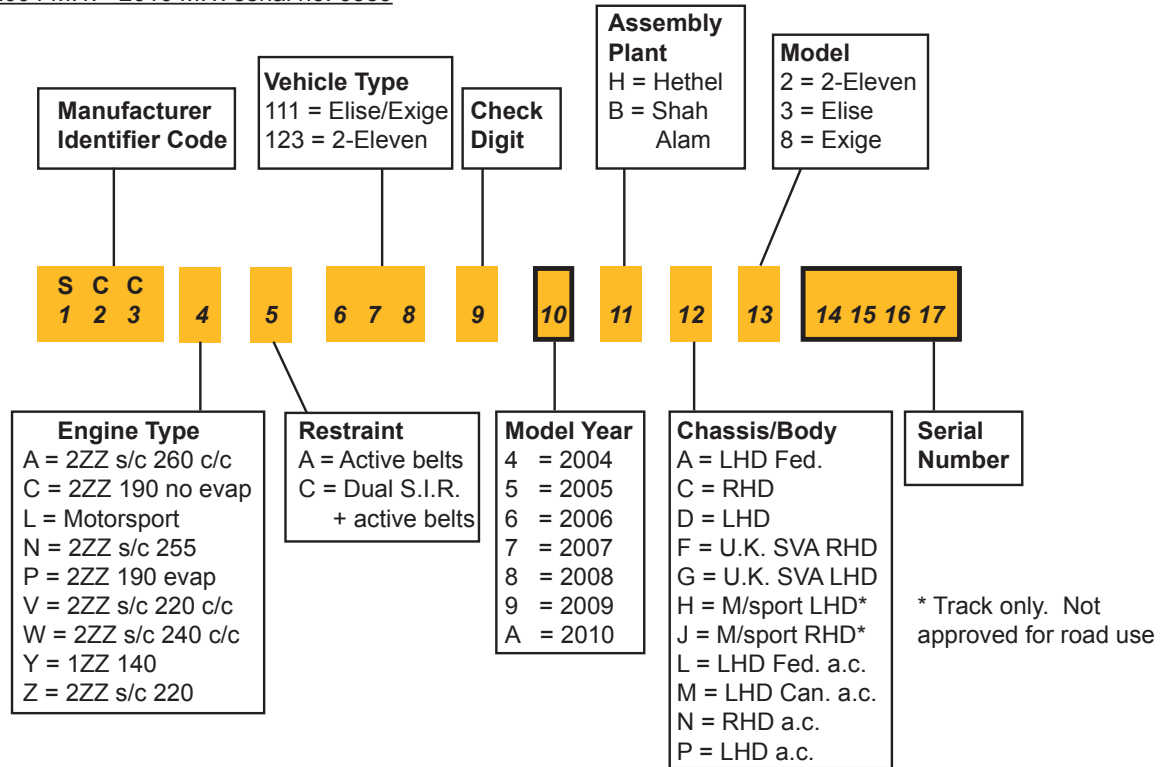 Assembly
Plant
H = Hethel
B = Shah
Alam
Model
2 = 2-Eleven
3 = Elise
8 = Exige
Vehicle Type
111 = Elise/Exige
123 = 2-Eleven
Manufacturer
Identifier Code
Check
Digit
S C C
1 2 3 4 5 6 7 8 9 10 11 12 13 14 15 16 17
Engine Type
A = 2ZZ s/c 260 c/c
C = 2ZZ 190 no evap
L = Motorsport
N = 2ZZ s/c 255
P = 2ZZ 190 evap
V = 2ZZ s/c 220 c/c
W = 2ZZ s/c 240 c/c
Y = 1ZZ 140
Z = 2ZZ s/c 220
Restraint
A = Active belts
C = Dual S.I.R.
+ active belts
Model Year
4 = 2004
5 = 2005
6 = 2006
7 = 2007
8 = 2008
9 = 2009
A = 2010
Chassis/Body
A = LHD Fed.
C = RHD
D = LHD
F = U.K. SVA RHD
G = U.K. SVA LHD
H = M/sport LHD*
J = M/sport RHD*
L = LHD Fed. a.c.
M = LHD Can. a.c.
N = RHD a.c.
P = LHD a.c.
Serial
Number
* Track only. Not
approved for road use